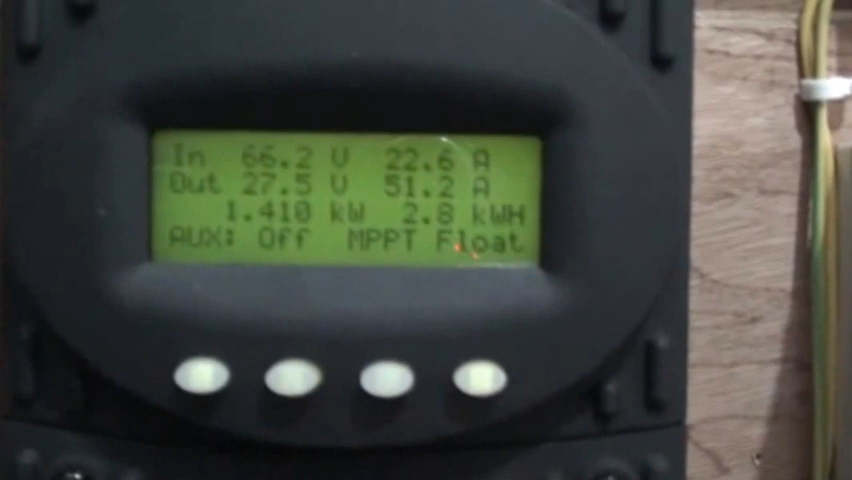 In 66.2 V 22.6 A
Out 27.5 V 51.2 A
1.410 kW 2.8 kWH
AUX: Off MPPT Float